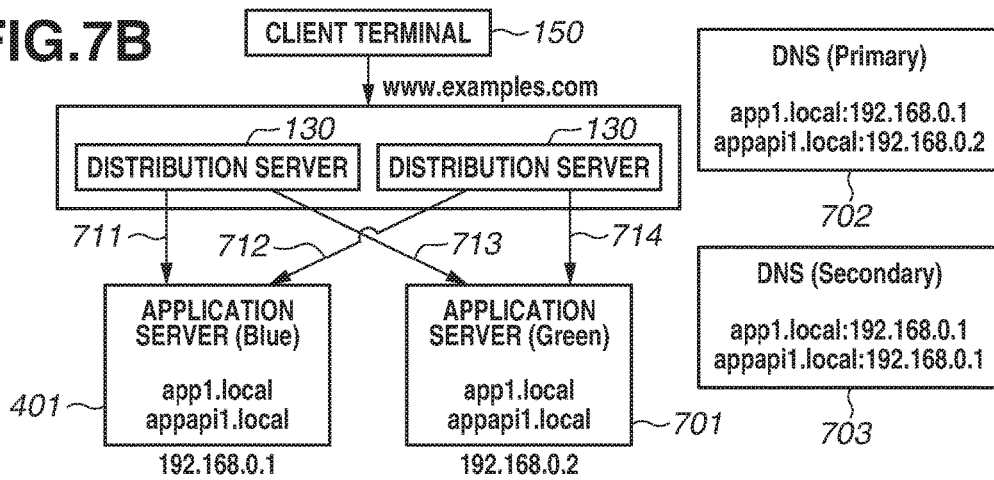 FIG.7B
CLIENT TERMINAL
150
www.examples.com
130
130
DISTRIBUTION SERVER
DISTRIBUTION SERVER
711
712
713
714
APPLICATION
SERVER (Blue)
app1.local
appapi1.local
401
192.168.0.1
APPLICATION
SERVER (Green)
app1.local
appapi1.local
701
192.168.0.2
DNS (Primary)
app1.local:192.168.0.1
appapi1.local:192.168.0.2
702
DNS (Secondary)
app1.local:192.168.0.1
appapi1.local:192.168.0.1
703